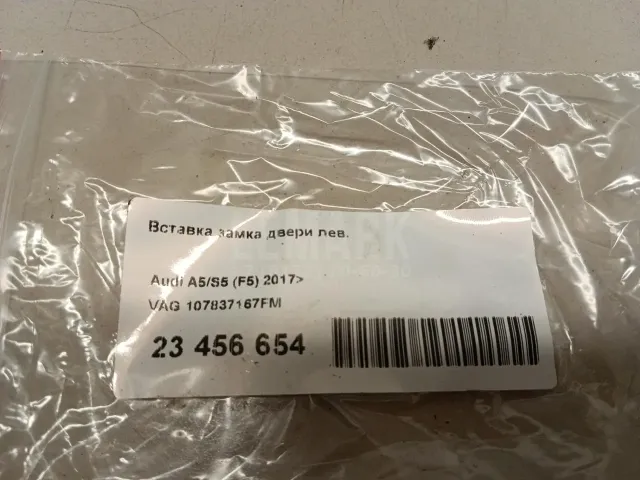 Вставка замка двери лев.
Audi A5/S5 (F5) 2017>
VAG 107837167FM
23 456 654